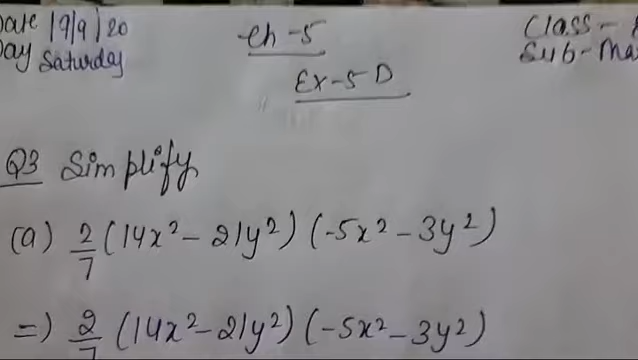 Date 19/9/20 Ch-5 Class-
Day Saturday Sub-Ma
Ex-5 D
Q3 Simplify
(a) 2/7 (14x² - 21y²) (-5x² - 3y²)
=) 2/7 (14x² - 21y²) (-5x² - 3y²)